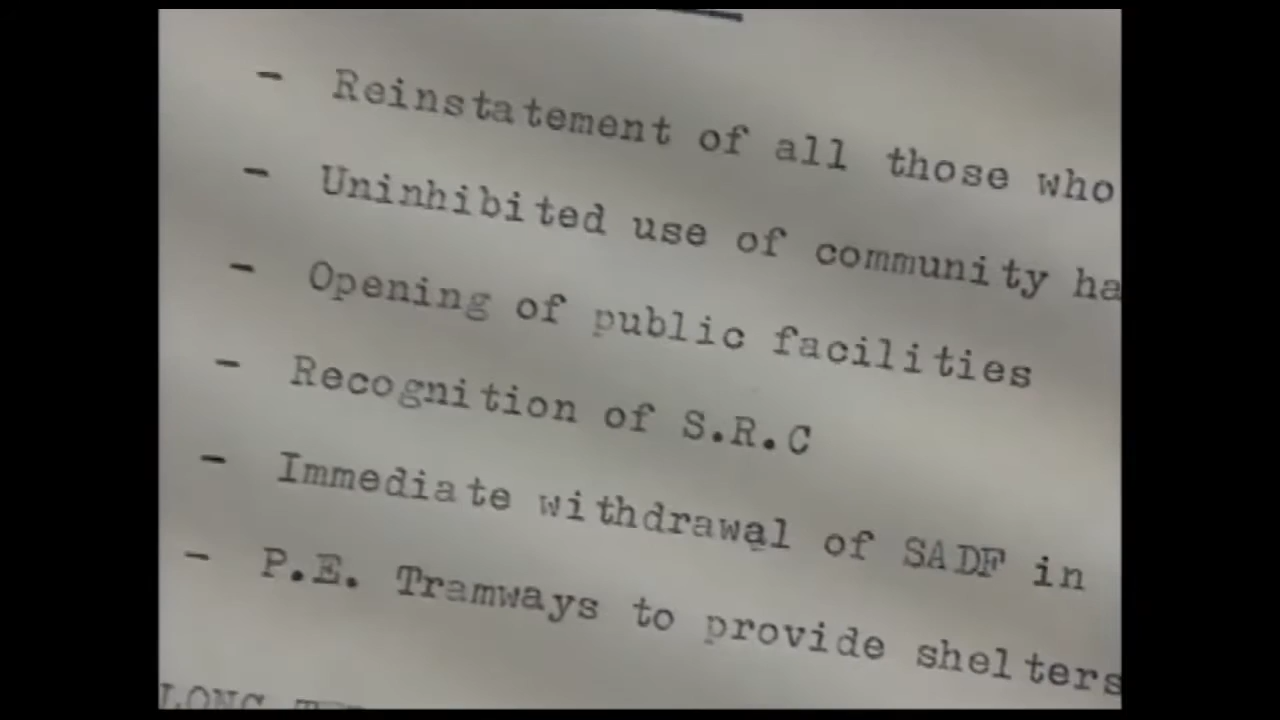 - Reinstatement of all those who
- Uninhibited use of community
- Opening of public facilities
- Recognition of S.R.C
- Immediate withdrawal of SADF in
- P.E. Tramways to provide shelters
LONG